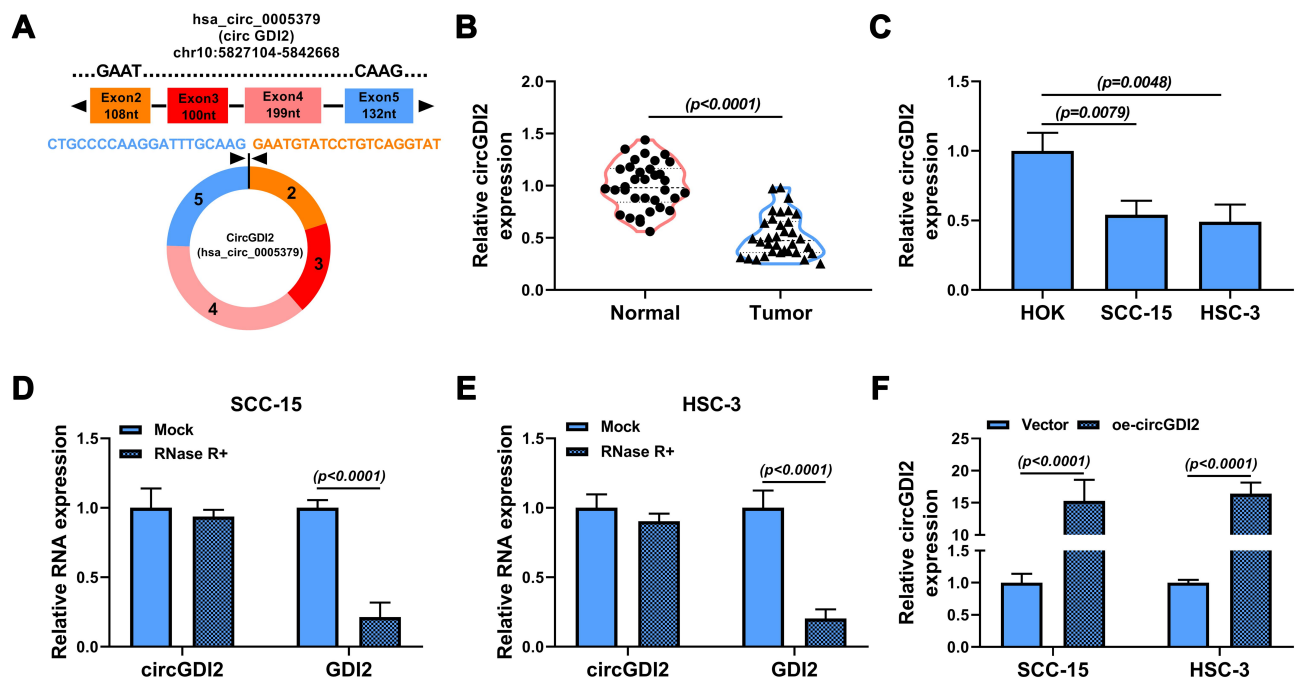 A
hsa_circ_0005379
(circ GDI2)
chr10:5827104-5842668
GAAT
CAAG
Exon2
108nt
Exon3
100nt
Exon4
199nt
Exon5
132nt
CTGCCCCAAGGATTTGCAAG GAATGTATCCTGTCAGGTAT
5
2
3
4
CircGDI2
(hsa_circ_0005379)
B
Relative circGDI2
expression
2.0
1.5
1.0
0.5
0.0
(p<0.0001)
Normal
Tumor
C
Relative circGDI2
expression
1.5
1.0
0.5
0.0
(p=0.0048)
(p=0.0079)
HOK
SCC-15
HSC-3
D
SCC-15
Relative RNA expression
Mock
RNase R+
1.5
1.0
0.5
0.0
(p<0.0001)
circGDI2
GDI2
E
HSC-3
Relative RNA expression
Mock
RNase R+
1.5
1.0
0.5
0.0
(p<0.0001)
circGDI2
GDI2
F
Vector
oe-circGDI2
Relative circGDI2
expression
25
20
15
10
1.5
1.0
0.5
0.0
(p<0.0001)
(p<0.0001)
SCC-15
HSC-3